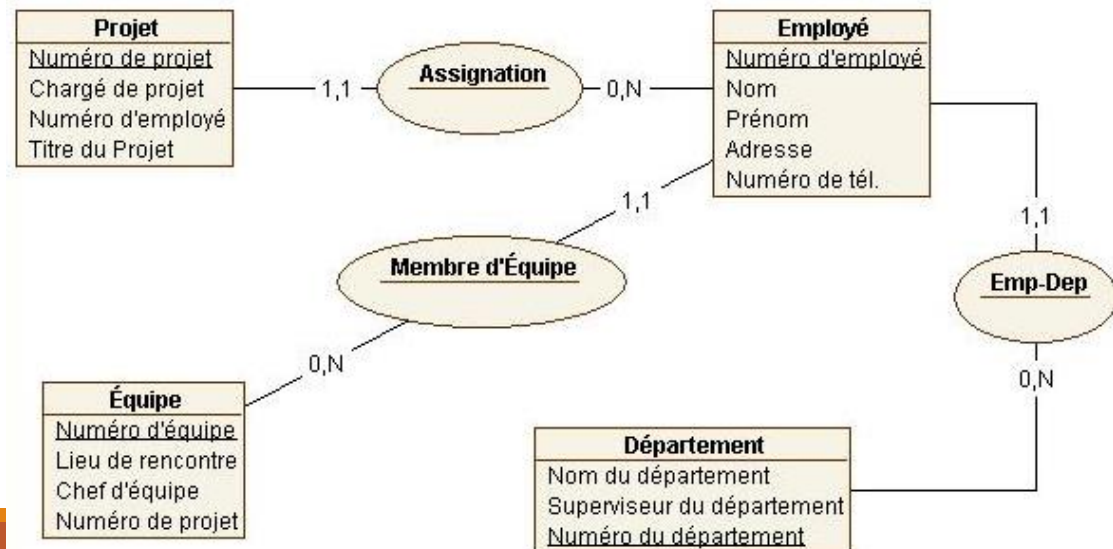 Projet
Numéro de projet
Chargé de projet
Numéro d'employé
Titre du Projet
1,1
Assignation
0,N
Employé
Numéro d'employé
Nom
Prénom
Adresse
Numéro de tél.
1,1
Membre d'Équipe
0,N
1,1
Emp-Dep
0,N
Équipe
Numéro d'équipe
Lieu de rencontre
Chef d'équipe
Numéro de projet
Département
Nom du département
Superviseur du département
Numéro du département